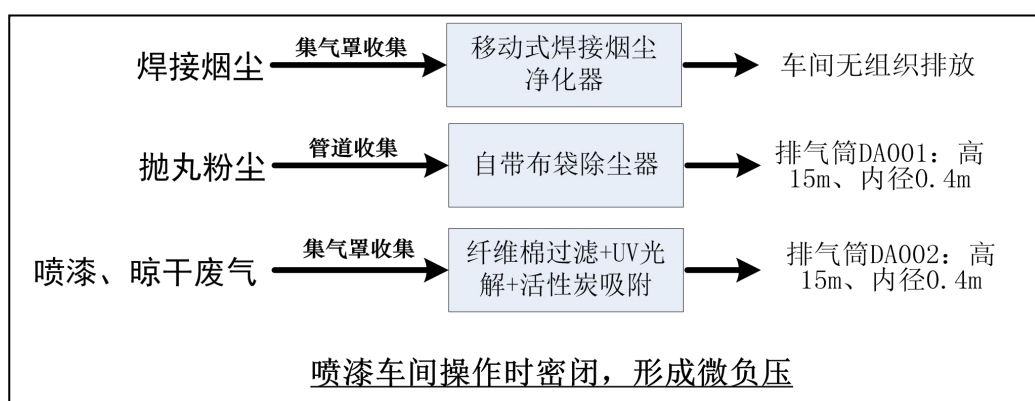 集气罩收集
焊接烟尘
移动式焊接烟尘
净化器
车间无组织排放
管道收集
抛丸粉尘
自带布袋除尘器
排气筒DA001：高
15m、内径0.4m
集气罩收集
喷漆、晾干废气
纤维棉过滤+UV光
解+活性炭吸附
排气筒DA002：高
15m、内径0.4m
喷漆车间操作时密闭，形成微负压